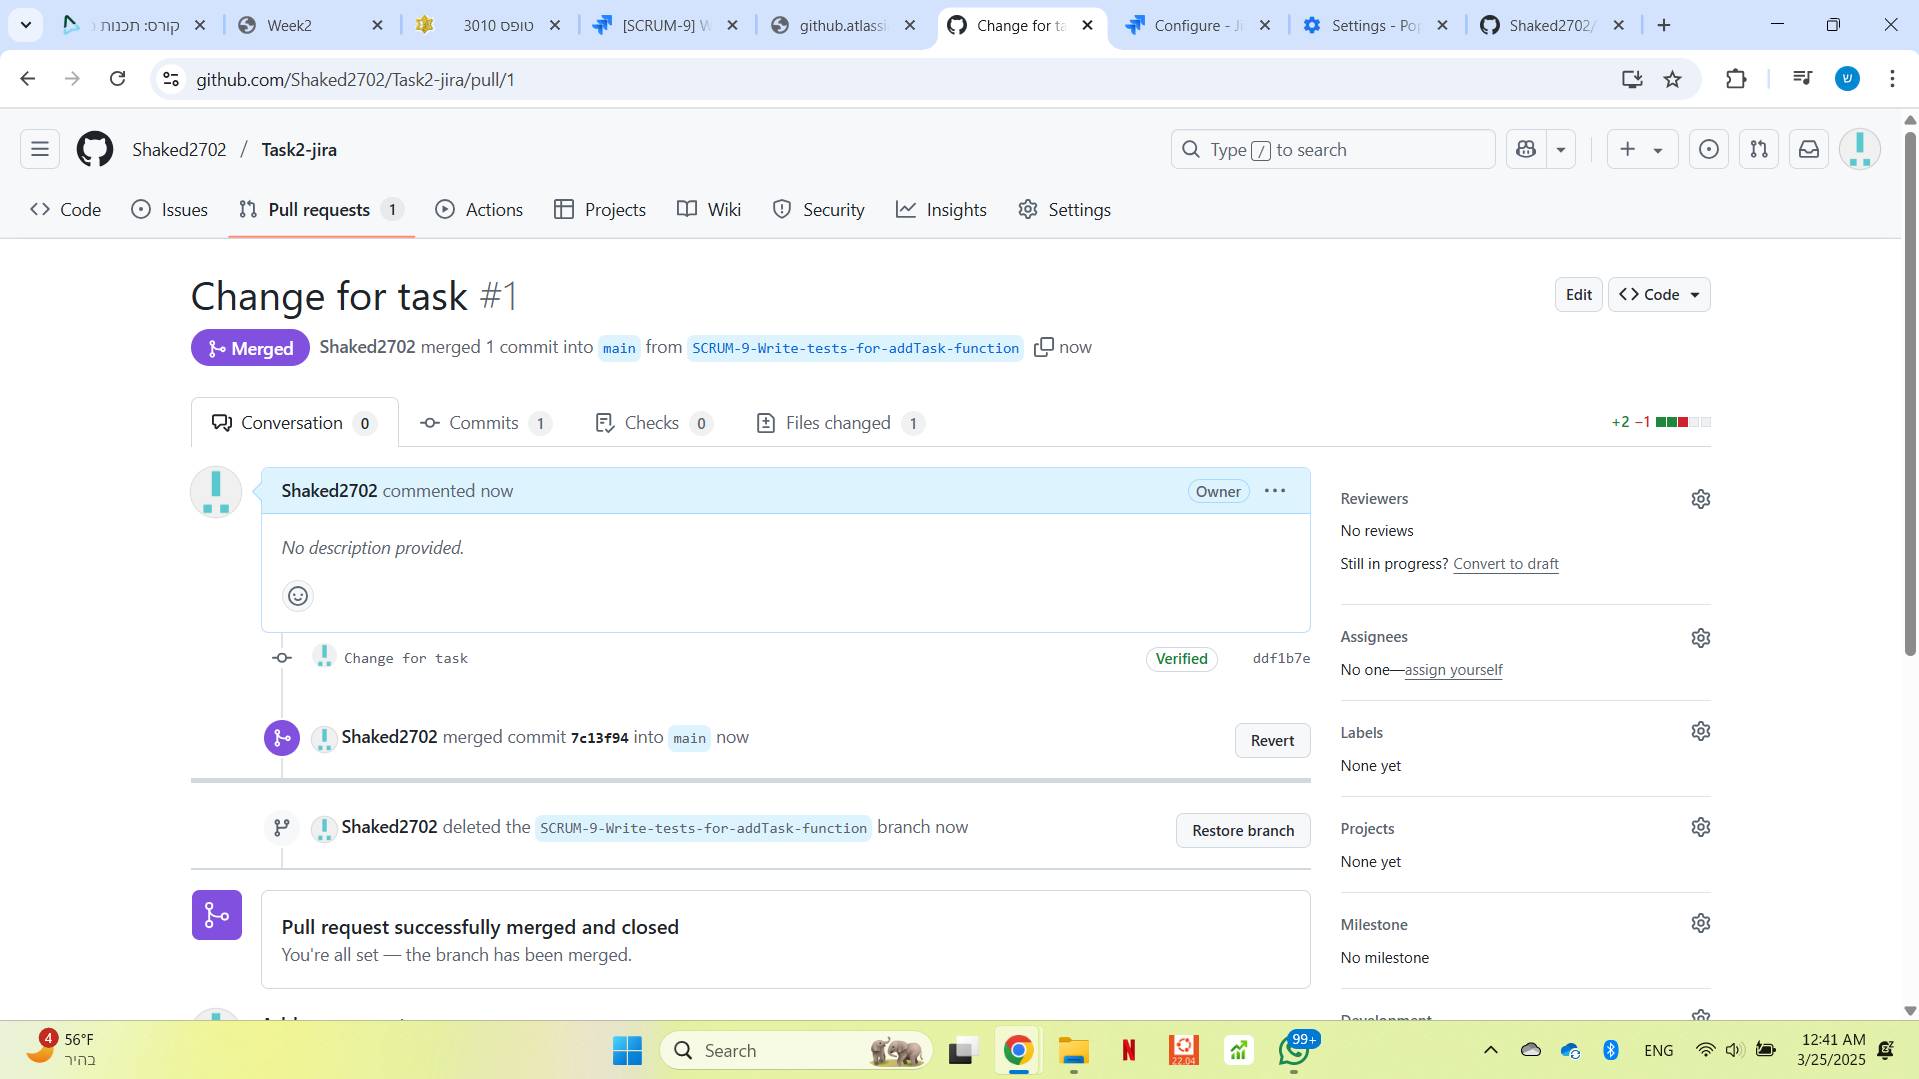 קורס: תכנות
Week2
טופס 3010
[SCRUM-9] W
github.atlassi
Change for ta
Configure - Ji
Settings - Pop
Shaked2702/
github.com/Shaked2702/Task2-jira/pull/1
ש
Shaked2702 / Task2-jira
Type / to search
Code
Issues
Pull requests 1
Actions
Projects
Wiki
Security
Insights
Settings
Change for task #1
Edit
Code
Merged
Shaked2702 merged 1 commit into main from SCRUM-9-Write-tests-for-addTask-function now
Conversation 0
Commits 1
Checks 0
Files changed 1
+2 −1
Shaked2702 commented now
Owner
No description provided.
Change for task
Verified
ddf1b7e
Shaked2702 merged commit 7c13f94 into main now
Revert
Shaked2702 deleted the SCRUM-9-Write-tests-for-addTask-function branch now
Restore branch
Pull request successfully merged and closed
You're all set — the branch has been merged.
Reviewers
No reviews
Still in progress? Convert to draft
Assignees
No one—assign yourself
Labels
None yet
Projects
None yet
Milestone
No milestone
4
56°F
בהיר
Search
22.04
99+
ENG
12:41 AM
3/25/2025